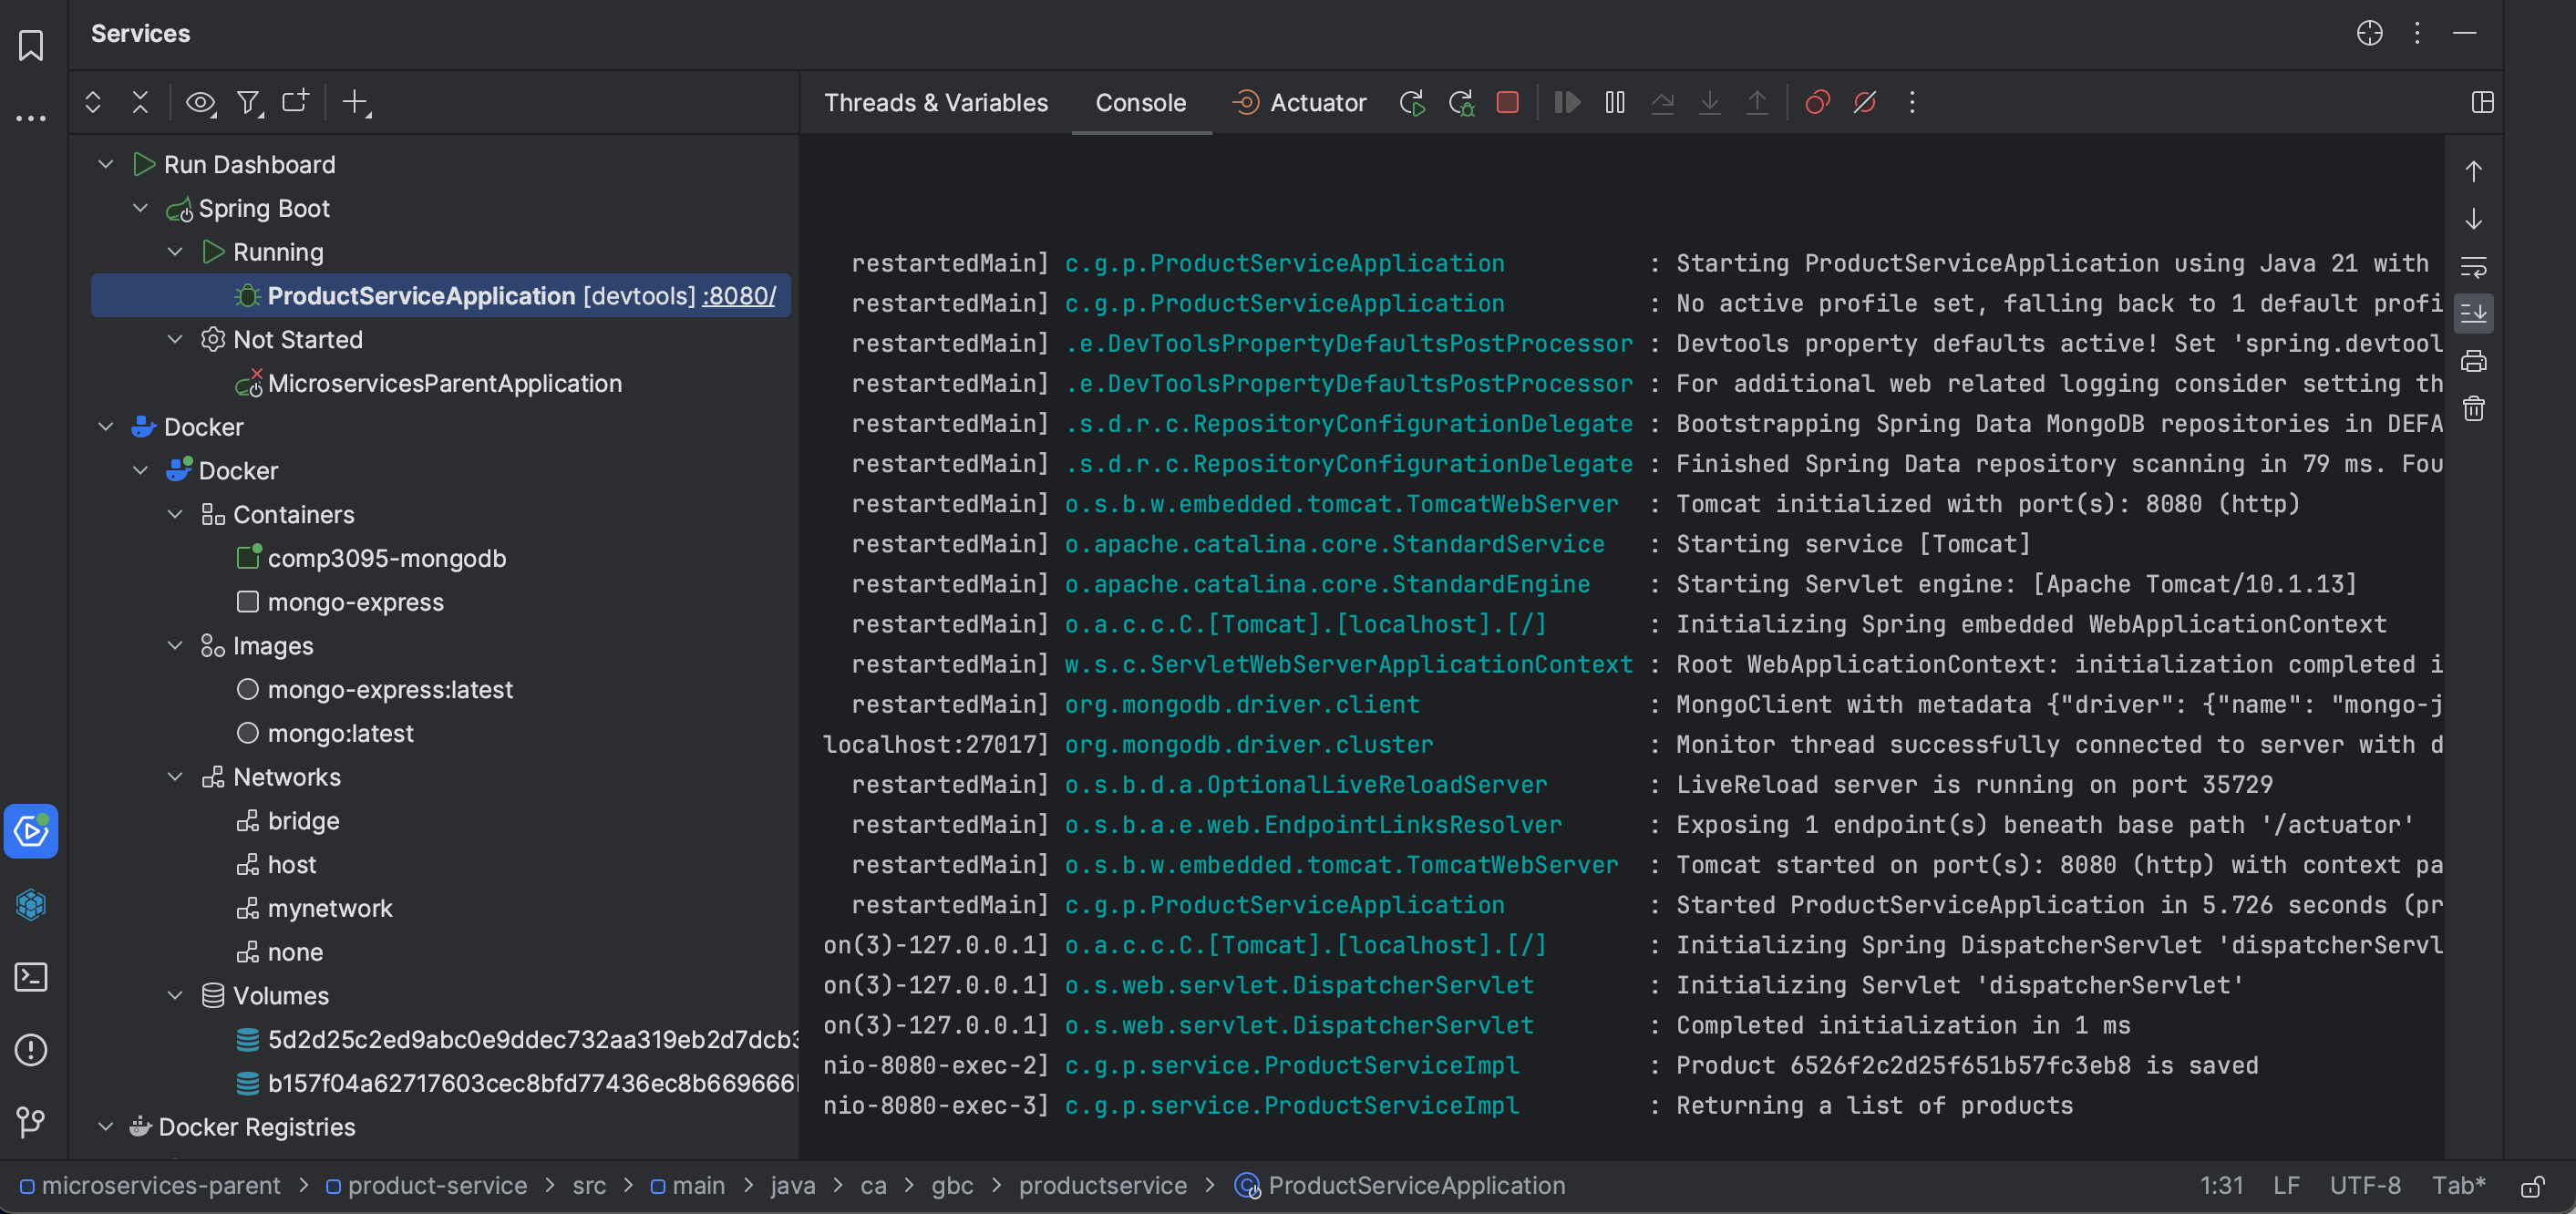 Services
Threads & Variables
Console
Actuator
Run Dashboard
Spring Boot
Running
ProductServiceApplication [devtools] :8080/
Not Started
MicroservicesParentApplication
Docker
Docker
Containers
comp3095-mongodb
mongo-express
Images
mongo-express:latest
mongo:latest
Networks
bridge
host
mynetwork
none
Volumes
5d2d25c2ed9abc0e9ddec732aa319eb2d7dcb3
b157f04a62717603cec8bfd77436ec8b669666
Docker Registries
restartedMain] c.g.p.ProductServiceApplication : Starting ProductServiceApplication using Java 21 with
restartedMain] c.g.p.ProductServiceApplication : No active profile set, falling back to 1 default profi
restartedMain] .e.DevToolsPropertyDefaultsPostProcessor : Devtools property defaults active! Set 'spring.devtool
restartedMain] .e.DevToolsPropertyDefaultsPostProcessor : For additional web related logging consider setting th
restartedMain] .s.d.r.c.RepositoryConfigurationDelegate : Bootstrapping Spring Data MongoDB repositories in DEFA
restartedMain] .s.d.r.c.RepositoryConfigurationDelegate : Finished Spring Data repository scanning in 79 ms. Fou
restartedMain] o.s.b.w.embedded.tomcat.TomcatWebServer : Tomcat initialized with port(s): 8080 (http)
restartedMain] o.apache.catalina.core.StandardService : Starting service [Tomcat]
restartedMain] o.apache.catalina.core.StandardEngine : Starting Servlet engine: [Apache Tomcat/10.1.13]
restartedMain] o.a.c.c.C.[Tomcat].[localhost].[/] : Initializing Spring embedded WebApplicationContext
restartedMain] w.s.c.ServletWebServerApplicationContext : Root WebApplicationContext: initialization completed i
restartedMain] org.mongodb.driver.client : MongoClient with metadata {"driver": {"name": "mongo-j
localhost:27017] org.mongodb.driver.cluster : Monitor thread successfully connected to server with d
restartedMain] o.s.b.d.a.OptionalLiveReloadServer : LiveReload server is running on port 35729
restartedMain] o.s.b.a.e.web.EndpointLinksResolver : Exposing 1 endpoint(s) beneath base path '/actuator'
restartedMain] o.s.b.w.embedded.tomcat.TomcatWebServer : Tomcat started on port(s): 8080 (http) with context pa
restartedMain] c.g.p.ProductServiceApplication : Started ProductServiceApplication in 5.726 seconds (pr
on(3)-127.0.0.1] o.a.c.c.C.[Tomcat].[localhost].[/] : Initializing Spring DispatcherServlet 'dispatcherServl
on(3)-127.0.0.1] o.s.web.servlet.DispatcherServlet : Initializing Servlet 'dispatcherServlet'
on(3)-127.0.0.1] o.s.web.servlet.DispatcherServlet : Completed initialization in 1 ms
nio-8080-exec-2] c.g.p.service.ProductServiceImpl : Product 6526f2c2d25f651b57fc3eb8 is saved
nio-8080-exec-3] c.g.p.service.ProductServiceImpl : Returning a list of products
microservices-parent > product-service > src > main > java > ca > gbc > productservice > ProductServiceApplication
1:31 LF UTF-8 Tab*